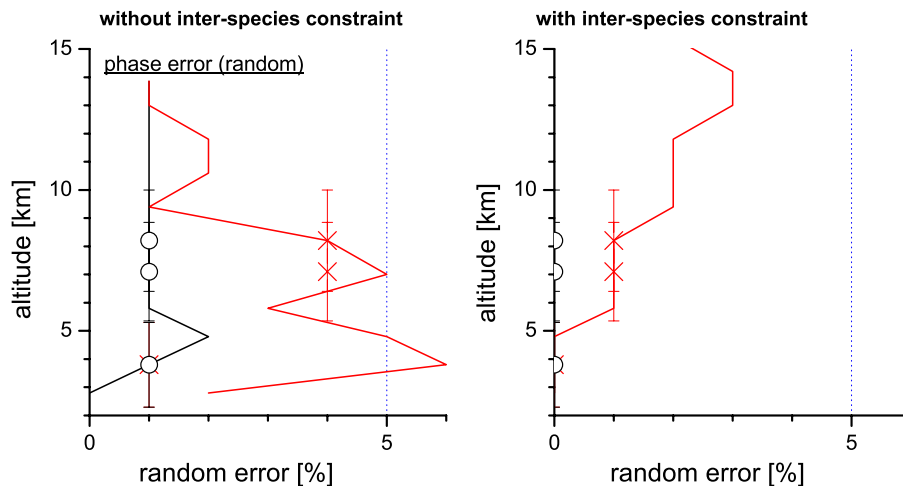 without inter-species constraint
with inter-species constraint
phase error (random)
15
10
5
altitude [km]
0
5
random error [%]
15
10
5
altitude [km]
0
5
random error [%]